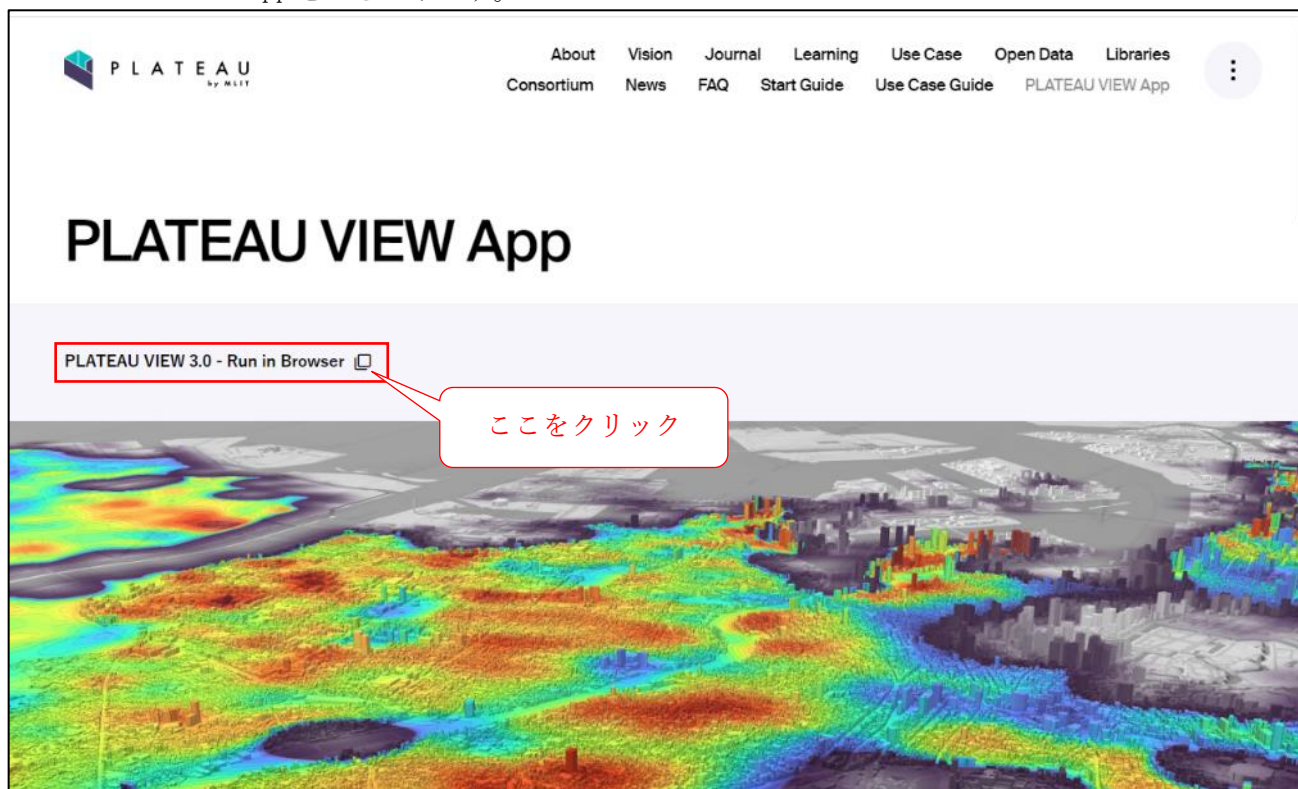 PLATEAU
by MLIT
About Vision Journal Learning Use Case Open Data Libraries
Consortium News FAQ Start Guide Use Case Guide PLATEAU VIEW App
PLATEAU VIEW App
PLATEAU VIEW 3.0 - Run in Browser
ここをクリック